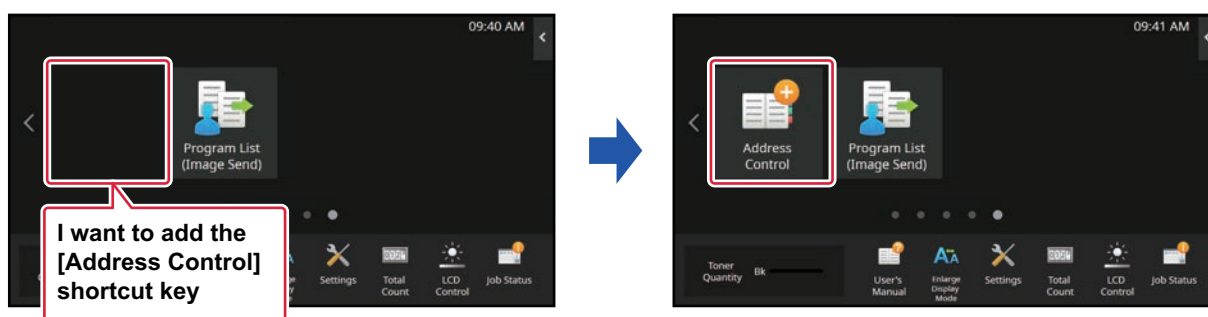 09:40 AM
Program List
(Image Send)
I want to add the
[Address Control]
shortcut key
Settings
Total
Count
LCD
Control
Job Status
09:41 AM
Address
Control
Program List
(Image Send)
Toner
Quantity
Bk
User's
Manual
Enlarge
Display
Mode
Settings
Total
Count
LCD
Control
Job Status